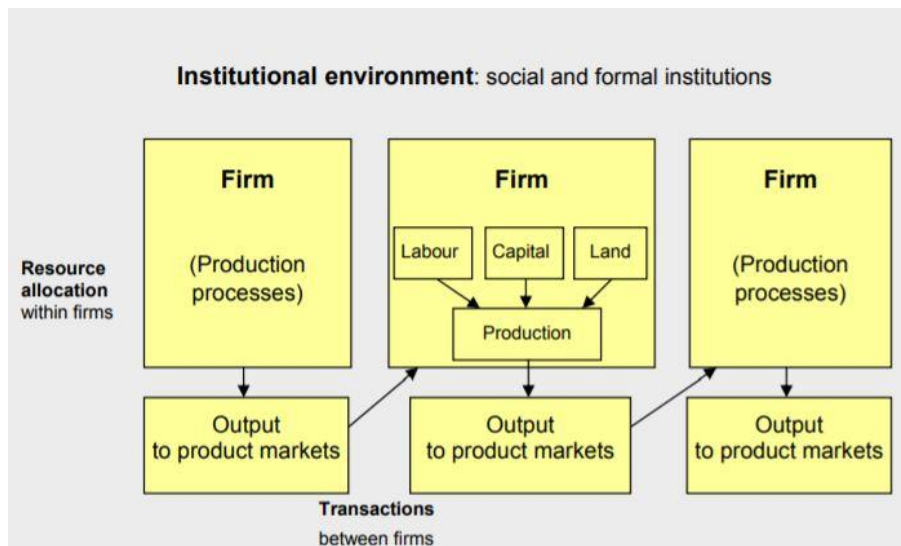 Institutional environment: social and formal institutions
Firm
(Production
processes)
Firm
Labour
Capital
Land
Production
Firm
(Production
processes)
Resource
allocation
within firms
Output
to product markets
Output
to product markets
Output
to product markets
Transactions
between firms